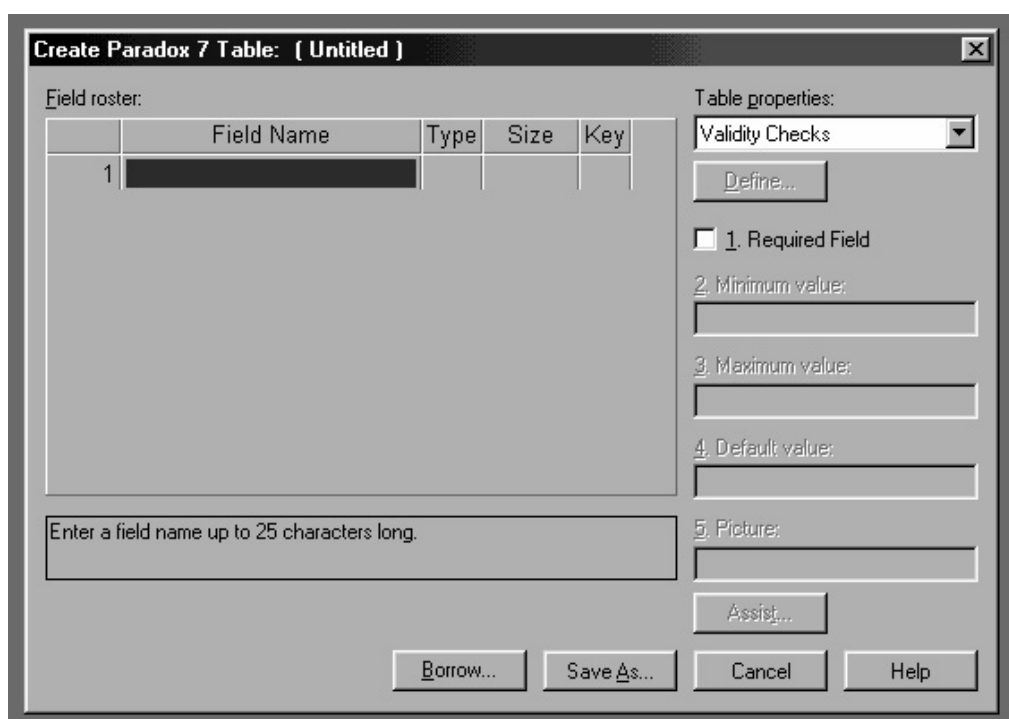 Create Paradox 7 Table: ( Untitled )
Field roster:
Field Name Type Size Key
1
Enter a field name up to 25 characters long.
Table properties:
Validity Checks
Define...
1. Required Field
2. Minimum value:
3. Maximum value:
4. Default value:
5. Picture:
Assist...
Borrow... Save As... Cancel Help